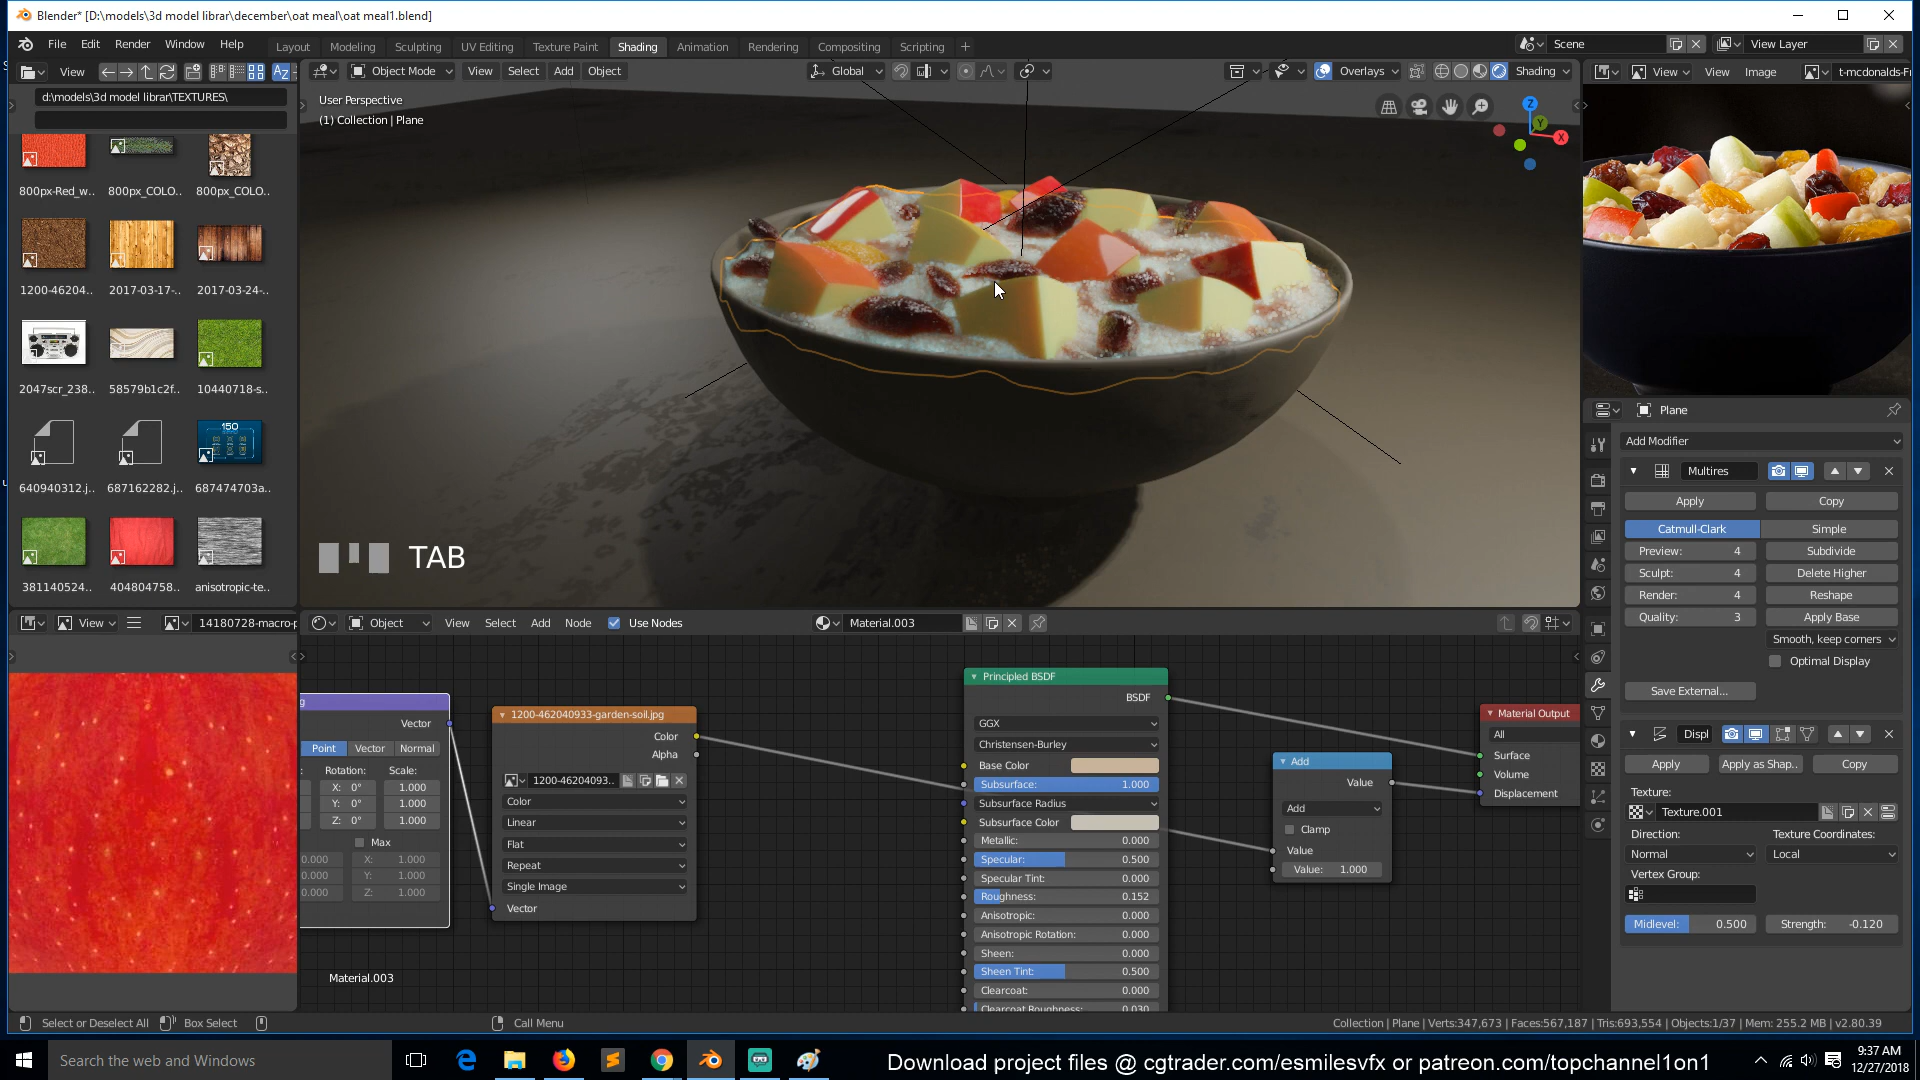 Blender* [D:\models\3d model librar\december\oat meal\oat meal1.blend]
File Edit Render Window Help
Layout Modeling Sculpting UV Editing Texture Paint Shading Animation Rendering Compositing Scripting +
Scene
View Layer
View
Object Mode View Select Add Object
Global
Overlays
Shading
View View Image
t-mcdonalds-Fr
d:\models\3d model librar\TEXTURES\
User Perspective
(1) Collection | Plane
Z
Y
X
800px-Red_w.. 800px_COLO.. 800px_COLO..
1200-46204.. 2017-03-17-.. 2017-03-24-..
2047scr_238.. 58579b1c2f.. 10440718-s..
150
640940312.j.. 687162282.j.. 687474703a..
381140524.. 404804758.. anisotropic-te..
TAB
Plane
Add Modifier
Multires
Apply Copy
Catmull-Clark Simple
Preview: 4 Subdivide
Sculpt: 4 Delete Higher
Render: 4 Reshape
Quality: 3 Apply Base
Smooth, keep corners
Optimal Display
Save External...
Displ
Apply Apply as Shap.. Copy
Texture:
Texture.001
Direction: Texture Coordinates:
Normal Local
Vertex Group:
Midlevel: 0.500 Strength: -0.120
View
14180728-macro-p
Object View Select Add Node Use Nodes
Material.003
g
Vector
Point Vector Normal
: Rotation: Scale:
X: 0° 1.000
Y: 0° 1.000
Z: 0° 1.000
Max
0.000 X: 1.000
0.000 Y: 1.000
0.000 Z: 1.000
1200-462040933-garden-soil.jpg
Color
Alpha
1200-46204093..
Color
Linear
Flat
Repeat
Single Image
Vector
Principled BSDF
BSDF
GGX
Christensen-Burley
Base Color
Subsurface: 1.000
Subsurface Radius
Subsurface Color
Metallic: 0.000
Specular: 0.500
Specular Tint: 0.000
Roughness: 0.152
Anisotropic: 0.000
Anisotropic Rotation: 0.000
Sheen: 0.000
Sheen Tint: 0.500
Clearcoat: 0.000
Clearcoat Roughness: 0.030
Add
Value
Add
Clamp
Value
Value: 1.000
Material Output
All
Surface
Volume
Displacement
Material.003
Select or Deselect All Box Select Call Menu
Collection | Plane | Verts:347,673 | Faces:567,187 | Tris:693,554 | Objects:1/37 | Mem: 255.2 MB | v2.80.39
Search the web and Windows
Download project files @ cgtrader.com/esmilesvfx or patreon.com/topchannel1on1
9:37 AM
12/27/2018